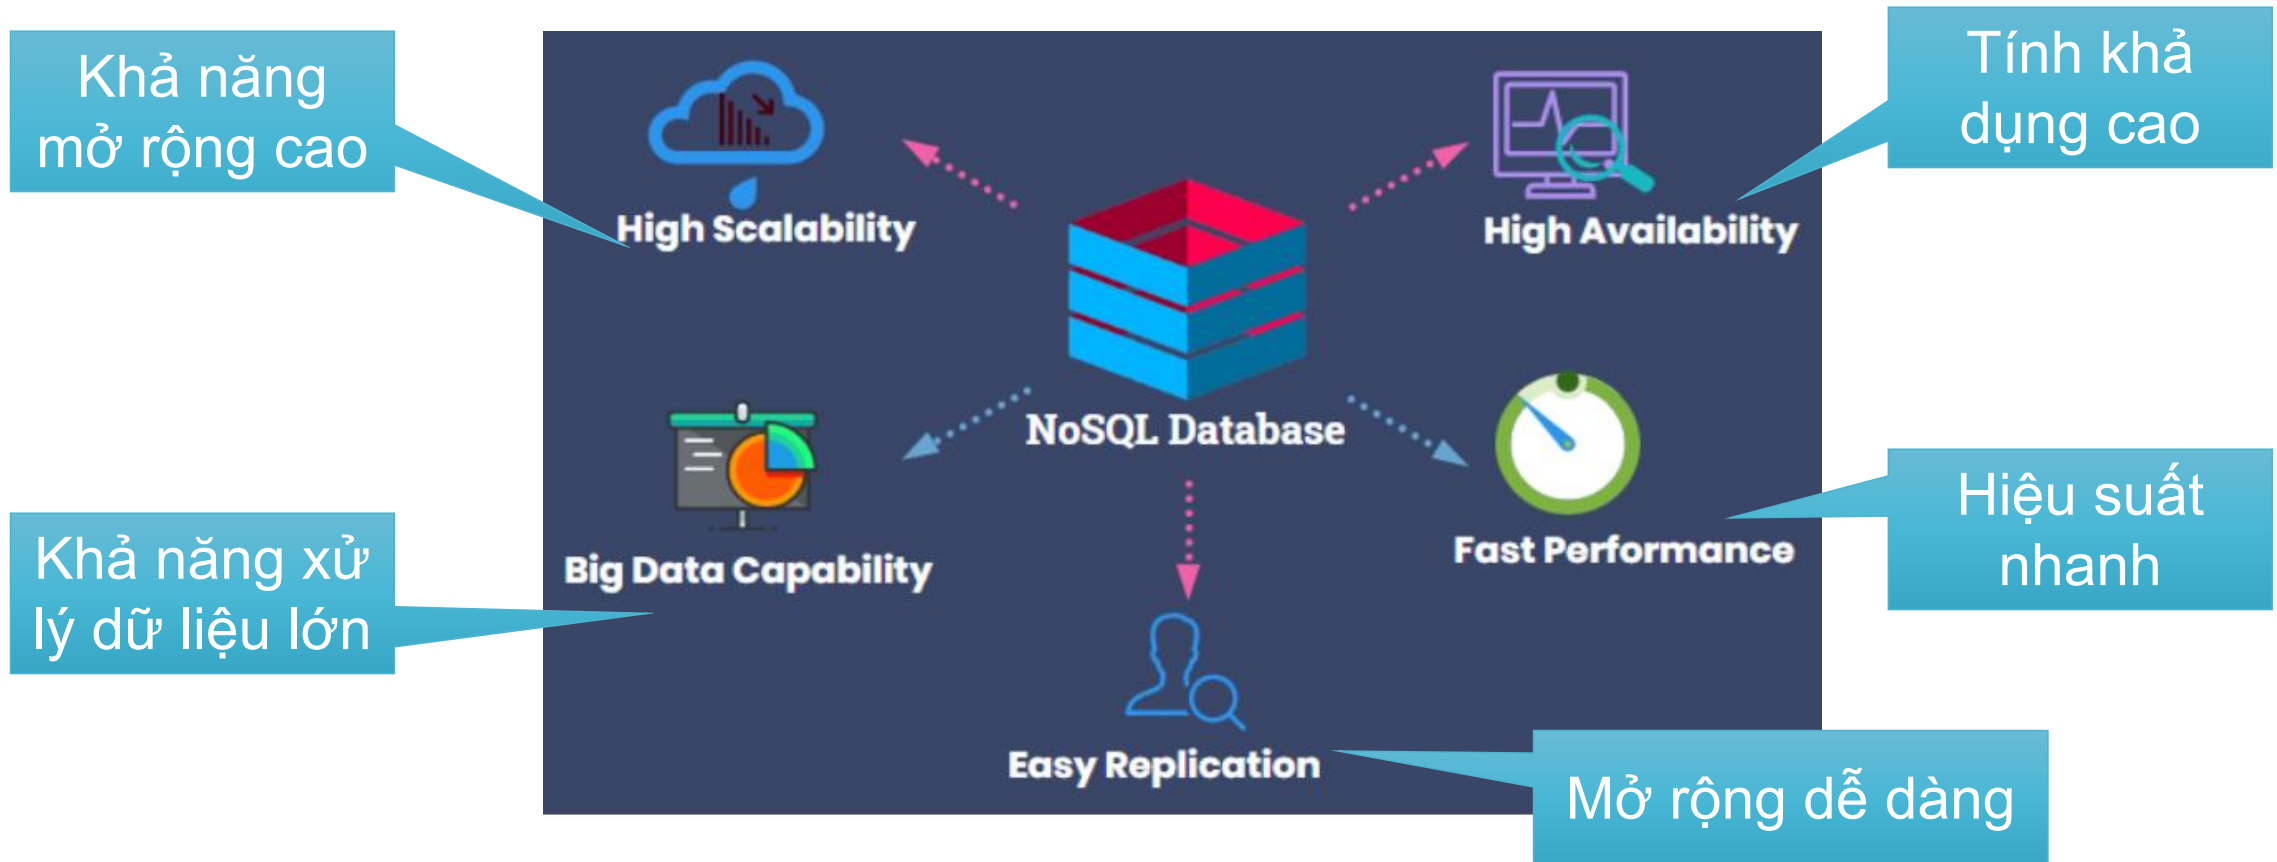 Khả năng
mở rộng cao
Tính khả
dụng cao
High Scalability
High Availability
NoSQL Database
Khả năng xử
lý dữ liệu lớn
Big Data Capability
Fast Performance
Hiệu suất
nhanh
Easy Replication
Mở rộng dễ dàng